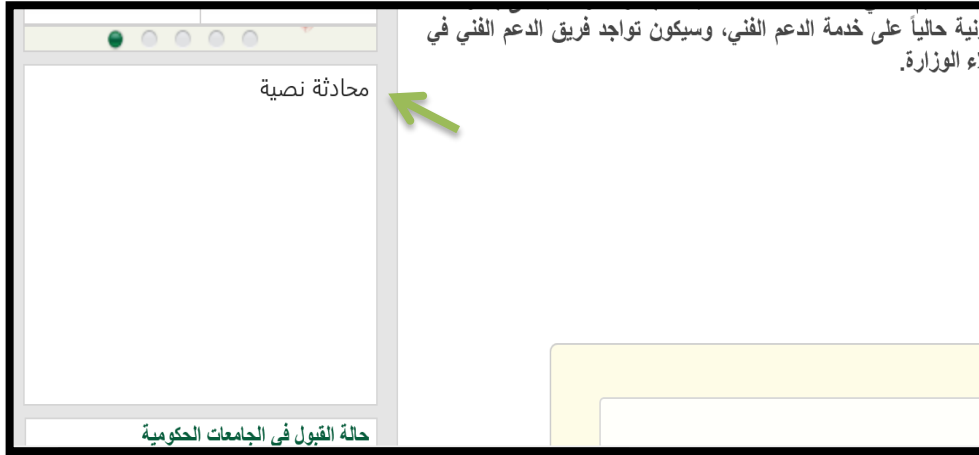 نية حالياً على خدمة الدعم الفني، وسيكون تواجد فريق الدعم الفني في
الوزارة.
محادثة نصية
حالة القبول في الجامعات الحكومية